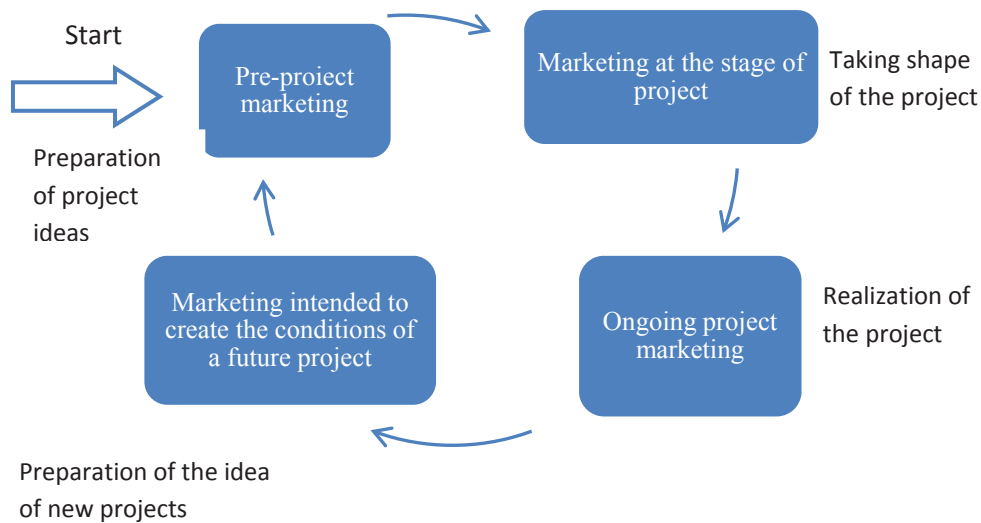 Start
Pre-proiect
marketing
Preparation
of project
ideas
Marketing at the stage of
project
Taking shape
of the project
Ongoing project
marketing
Realization of
the project
Marketing intended to
create the conditions of
a future project
Preparation of the idea
of new projects